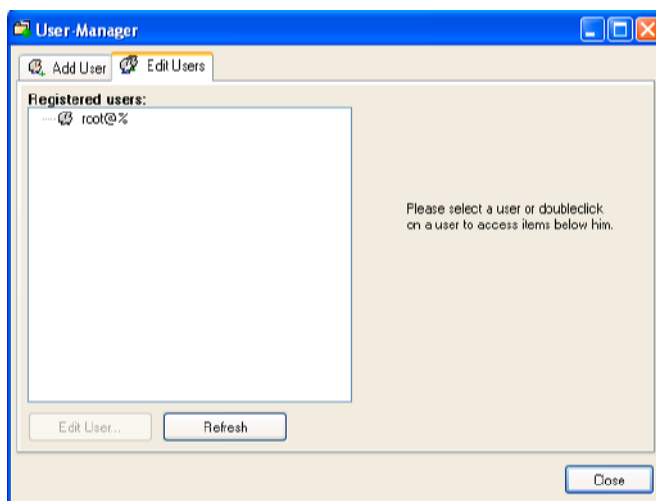 User-Manager
Add User
Edit Users
Registered users:
root@%
Please select a user or doubleclick
on a user to access items below him.
Edit User...
Refresh
Close